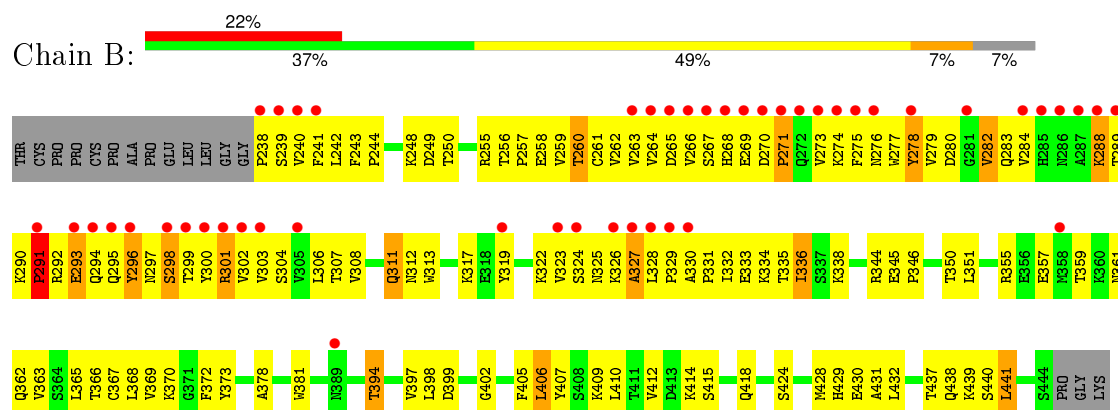 22%
Chain B:
37% 49% 7% 7%
THR CYS PRO PRO CYS PRO ALA PRO GLU LEU LEU GLY GLY P238 S239 V240 F241 L242 F243 P244 K248 D249 T250 R255 T256 P257 E258 V259 T260 C261 V262 V263 V264 D265 V266 S267 H268 E269 D270 P271 Q272 V273 K274 F275 N276 W277 Y278 V279 D280 G281 V282 Q283 V284 H285 N286 A287 K288 T289
K290 P291 R292 E293 Q294 Q295 Y296 N297 S298 T299 Y300 R301 V302 V303 S304 V305 L306 T307 V308 Q311 N312 W313 K317 E318 Y319 K322 V323 S324 N325 K326 A327 L328 P329 A330 P331 I332 E333 K334 T335 I336 S337 K338 R344 E345 P346 T350 L351 R355 E356 E357 M358 T359 K360 N361
Q362 V363 S364 L365 T366 C367 L368 V369 K370 G371 F372 Y373 A378 W381 N389 T394 V397 L398 D399 G402 F405 L406 Y407 S408 K409 L410 T411 V412 D413 K414 S415 Q418 S424 M428 H429 E430 A431 L432 T437 Q438 K439 S440 L441 S444 PRO GLY LYS